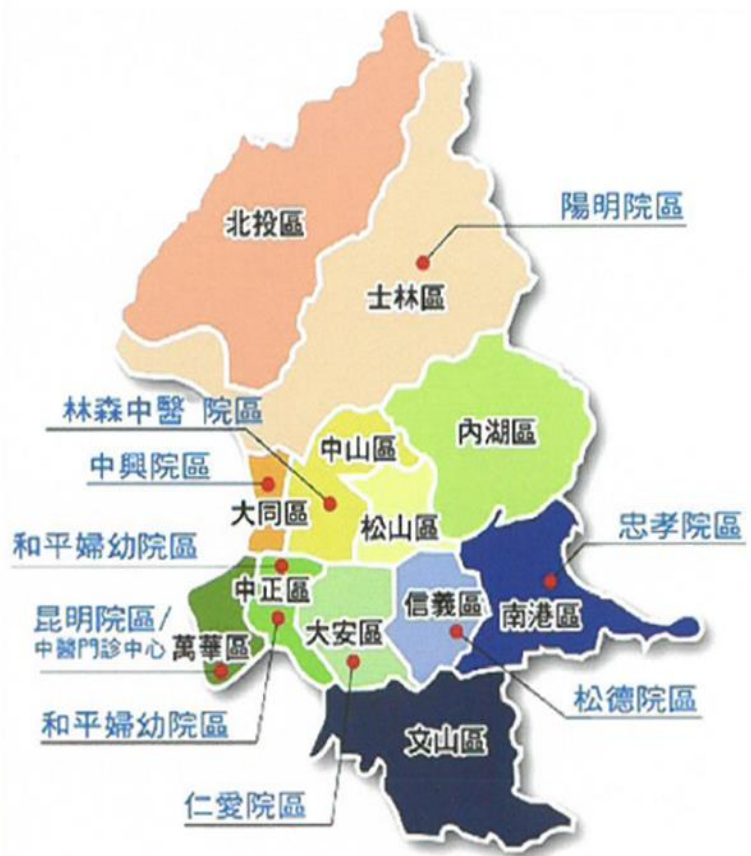 北投區
陽明院區
士林區
林森中醫 院區
中山區
內湖區
中興院區
大同區
松山區
忠孝院區
和平婦幼院區
中正區
信義區
南港區
昆明院區/
中醫門診中心
萬華區
大安區
松德院區
和平婦幼院區
文山區
仁愛院區